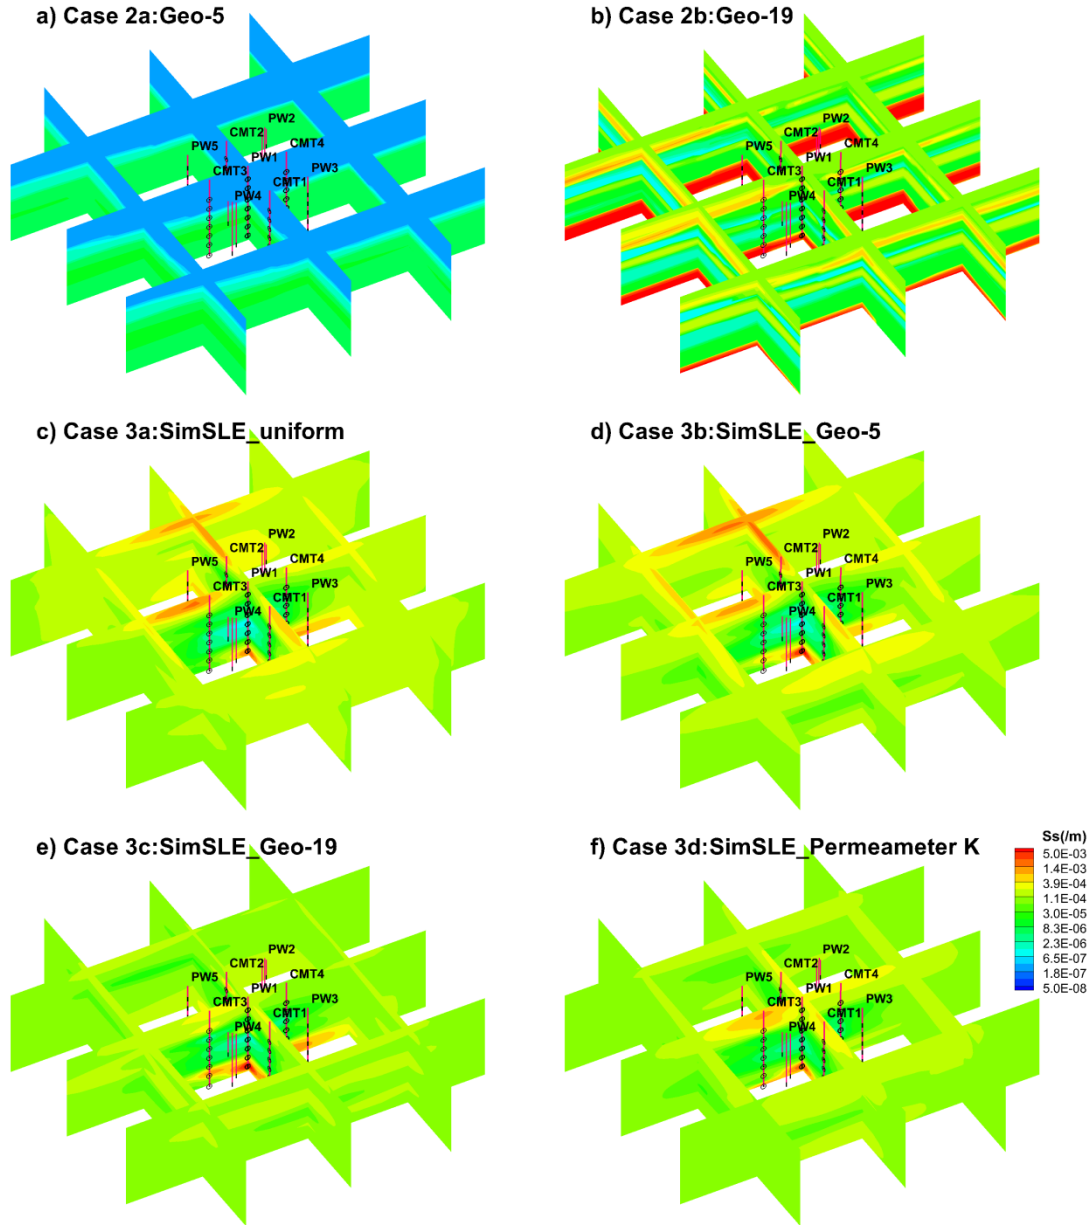 a) Case 2a:Geo-5
b) Case 2b:Geo-19
PW2
CMT2
CMT4
PW5
PW1
PW3
CMT3
CMT1
PW4
PW2
CMT2
CMT4
PW5
PW1
PW3
CMT3
CMT1
PW4
c) Case 3a:SimSLE_uniform
d) Case 3b:SimSLE_Geo-5
PW2
CMT2
CMT4
PW5
PW1
PW3
CMT3
CMT1
PW4
PW2
CMT2
CMT4
PW5
PW1
PW3
CMT3
CMT1
PW4
e) Case 3c:SimSLE_Geo-19
f) Case 3d:SimSLE_Permeameter K
PW2
CMT2
CMT4
PW5
PW1
PW3
CMT3
CMT1
PW4
PW2
CMT2
CMT4
PW5
PW1
PW3
CMT3
CMT1
PW4
Ss(/m)
5.0E-03
1.4E-03
3.9E-04
1.1E-04
3.0E-05
8.3E-06
2.3E-06
6.5E-07
1.8E-07
5.0E-08